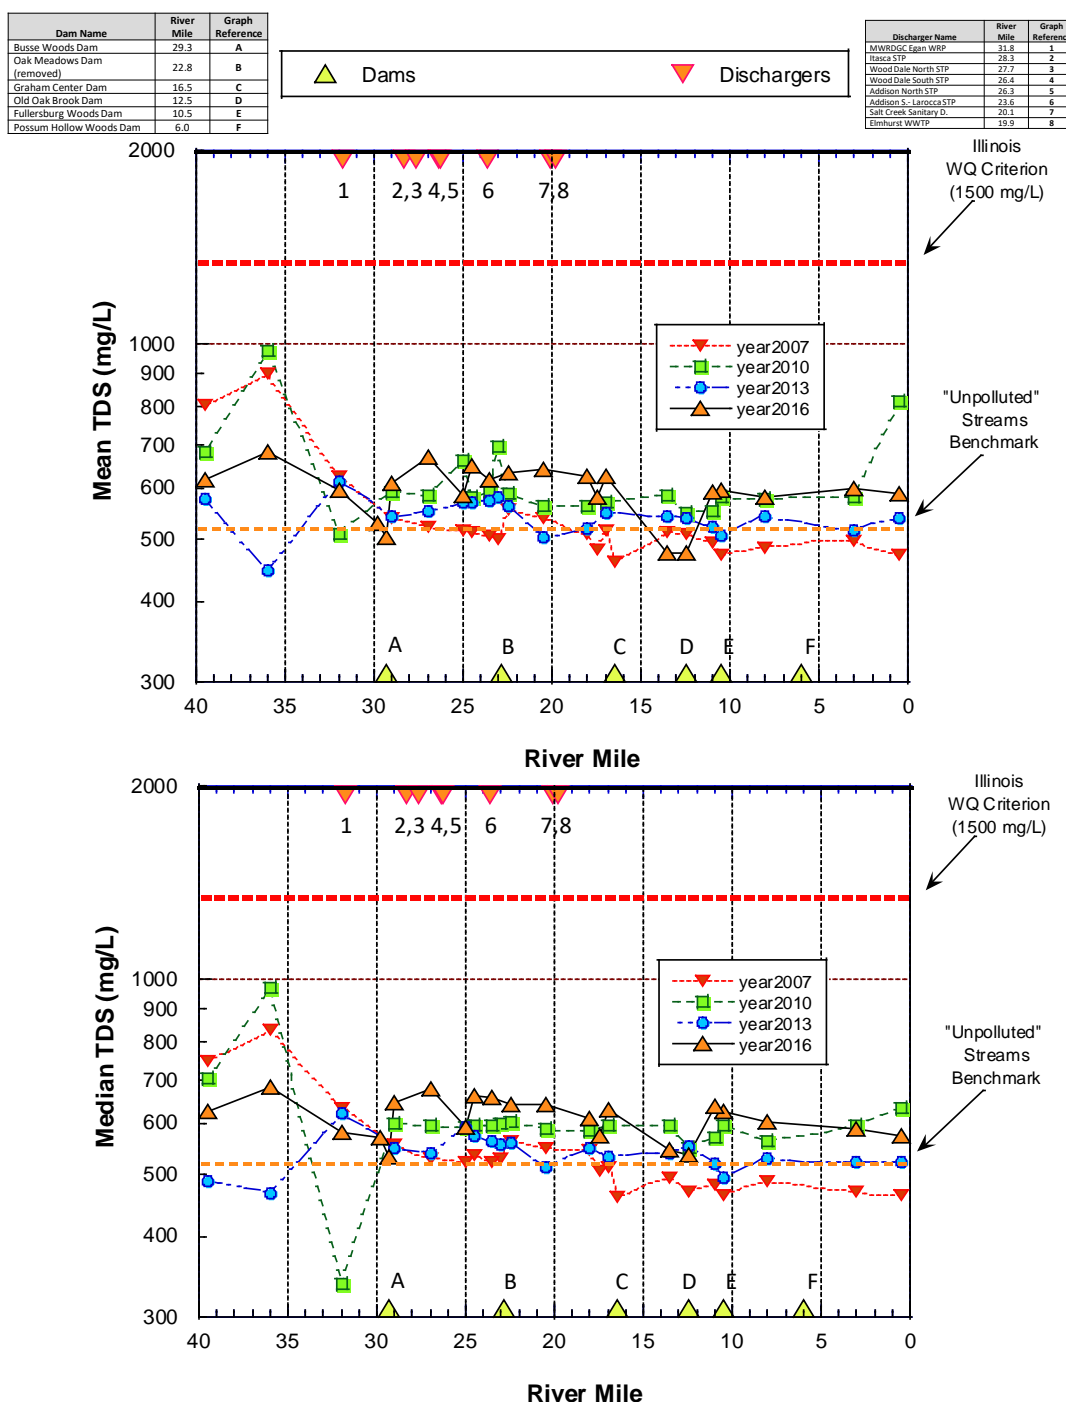 Dam Name River Mile Graph Reference
Busse Woods Dam 29.3 A
Oak Meadows Dam (removed) 22.8 B
Graham Center Dam 16.5 C
Old Oak Brook Dam 12.5 D
Fullersburg Woods Dam 10.5 E
Possum Hollow Woods Dam 6.0 F
Dams Dischargers
Discharger Name River Mile Graph Referenc
MWRDGC Egan WRP 31.8 1
Itasca STP 28.3 2
Wood Dale North STP 27.7 3
Wood Dale South STP 26.4 4
Addison North STP 26.3 5
Addison S.- Larocca STP 23.6 6
Salt Creek Sanitary D. 20.1 7
Elmhurst WWTP 19.9 8
Illinois
WQ Criterion
(1500 mg/L)
"Unpolluted"
Streams
Benchmark
Mean TDS (mg/L)
2000
1000
900
800
700
600
500
400
300
1 2,3 4,5 6 7,8
year2007
year2010
year2013
year2016
A B C D E F
40 35 30 25 20 15 10 5 0
River Mile
Illinois
WQ Criterion
(1500 mg/L)
"Unpolluted"
Streams
Benchmark
Median TDS (mg/L)
2000
1000
900
800
700
600
500
400
300
1 2,3 4,5 6 7,8
year2007
year2010
year2013
year2016
A B C D E F
40 35 30 25 20 15 10 5 0
River Mile